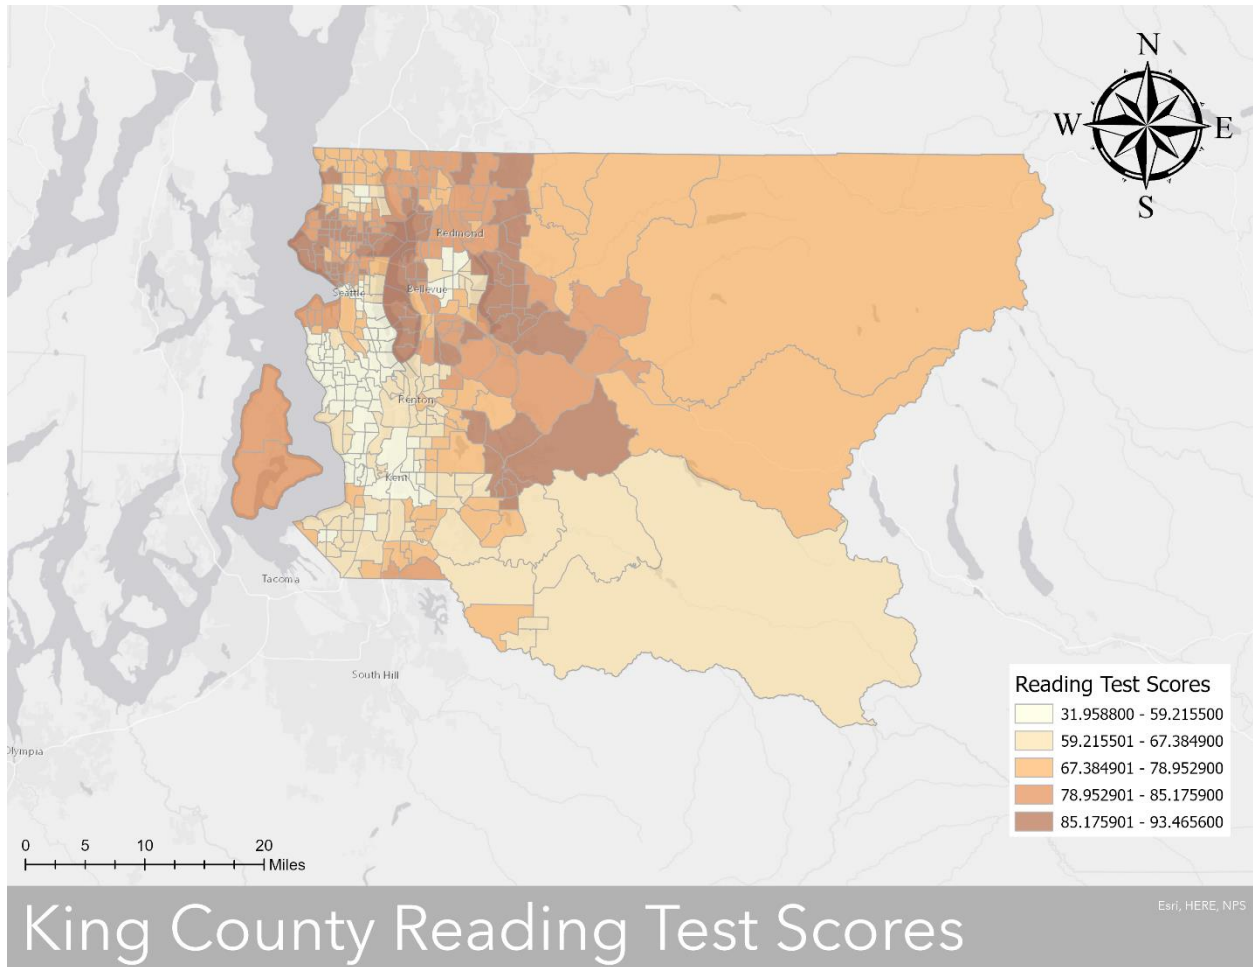 N
W E
S
Redmond
Bellevue
Seattle
Renton
Kent
Tacoma
South Hill
Olympia
Reading Test Scores
31.958800 - 59.215500
59.215501 - 67.384900
67.384901 - 78.952900
78.952901 - 85.175900
85.175901 - 93.465600
0 5 10 20
Miles
Esri, HERE, NPS
King County Reading Test Scores